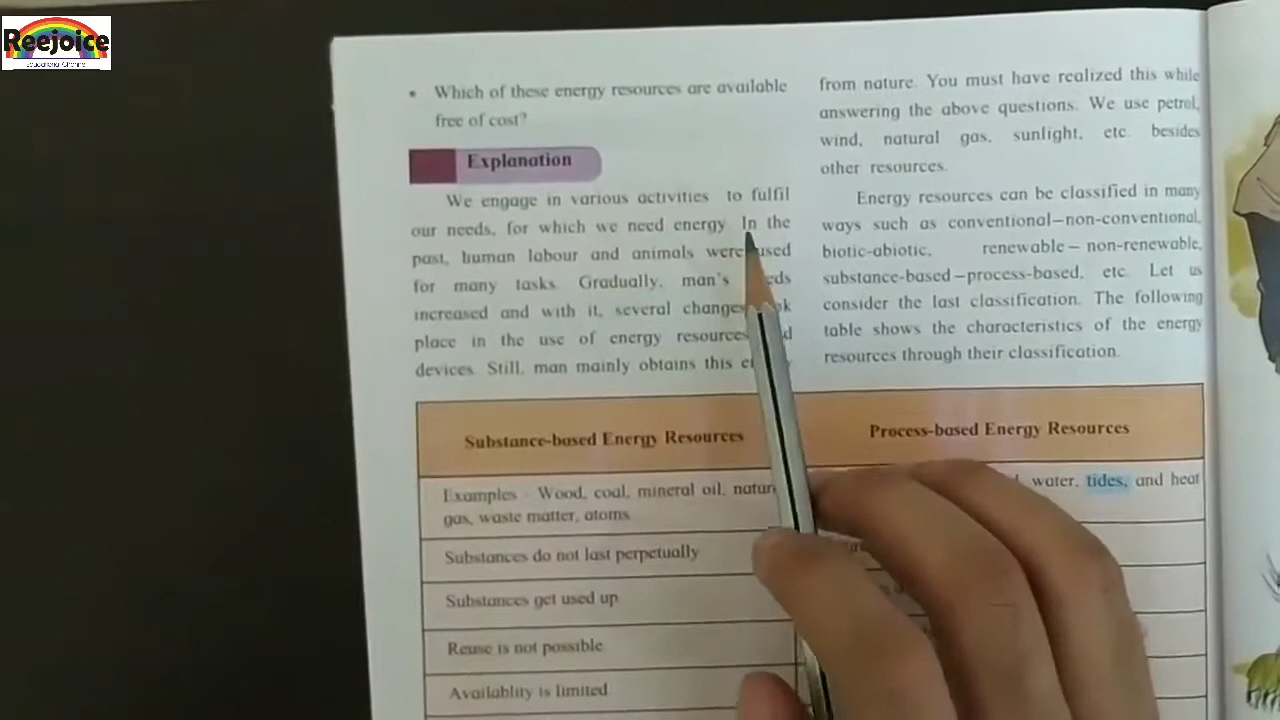 Reejoice
Educational Channel
• Which of these energy resources are available
free of cost?
Explanation
We engage in various activities to fulfil
our needs, for which we need energy. In the
past, human labour and animals were used
for many tasks. Gradually, man's
increased and with it, several changes
place in the use of energy resources
devices. Still, man mainly obtains this
from nature. You must have realized this while
answering the above questions. We use petrol,
wind, natural gas, sunlight, etc. besides
other resources.
Energy resources can be classified in many
ways such as conventional–non-conventional,
biotic-abiotic, renewable – non-renewable,
substance-based–process-based, etc. Let us
consider the last classification. The following
table shows the characteristics of the energy
resources through their classification.
Substance-based Energy Resources
Process-based Energy Resources
Examples - Wood, coal, mineral oil,
gas, waste matter, atoms.
water, tides, and heat
Substances do not last perpetually
Substances get used up
Reuse is not possible
Availablity is limited